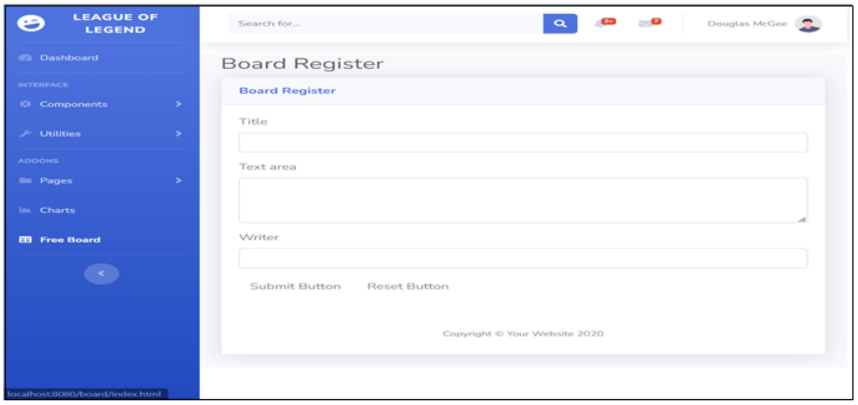 LEAGUE OF
LEGEND
Search for...
3+
7
Douglas McGee
Dashboard
INTERFACE
Components
Utilities
ADDONS
Pages
Charts
Free Board
Board Register
Board Register
Title
Text area
Writer
Submit Button Reset Button
Copyright © Your Website 2020
localhost:8080/board/index.html